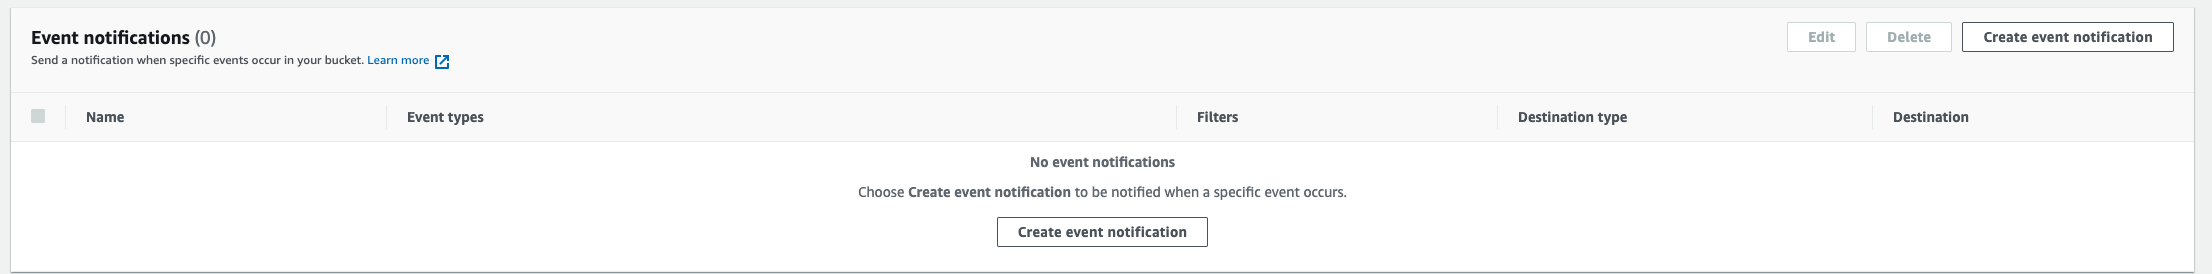 Event notifications (0)
Edit
Delete
Create event notification
Send a notification when specific events occur in your bucket. Learn more
Name
Event types
Filters
Destination type
Destination
No event notifications
Choose Create event notification to be notified when a specific event occurs.
Create event notification